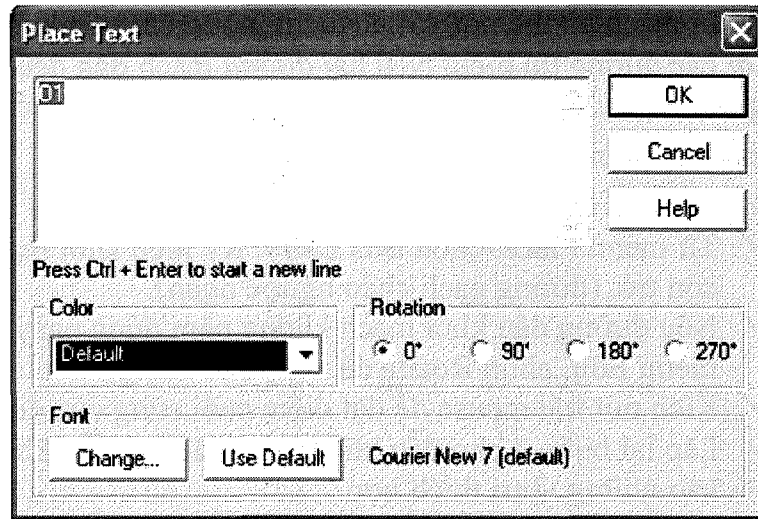 Place Text
01
OK
Cancel
Help
Press Ctrl + Enter to start a new line
Color
Default
Rotation
0°
90°
180°
270°
Font
Change...
Use Default
Courier New 7 (default)